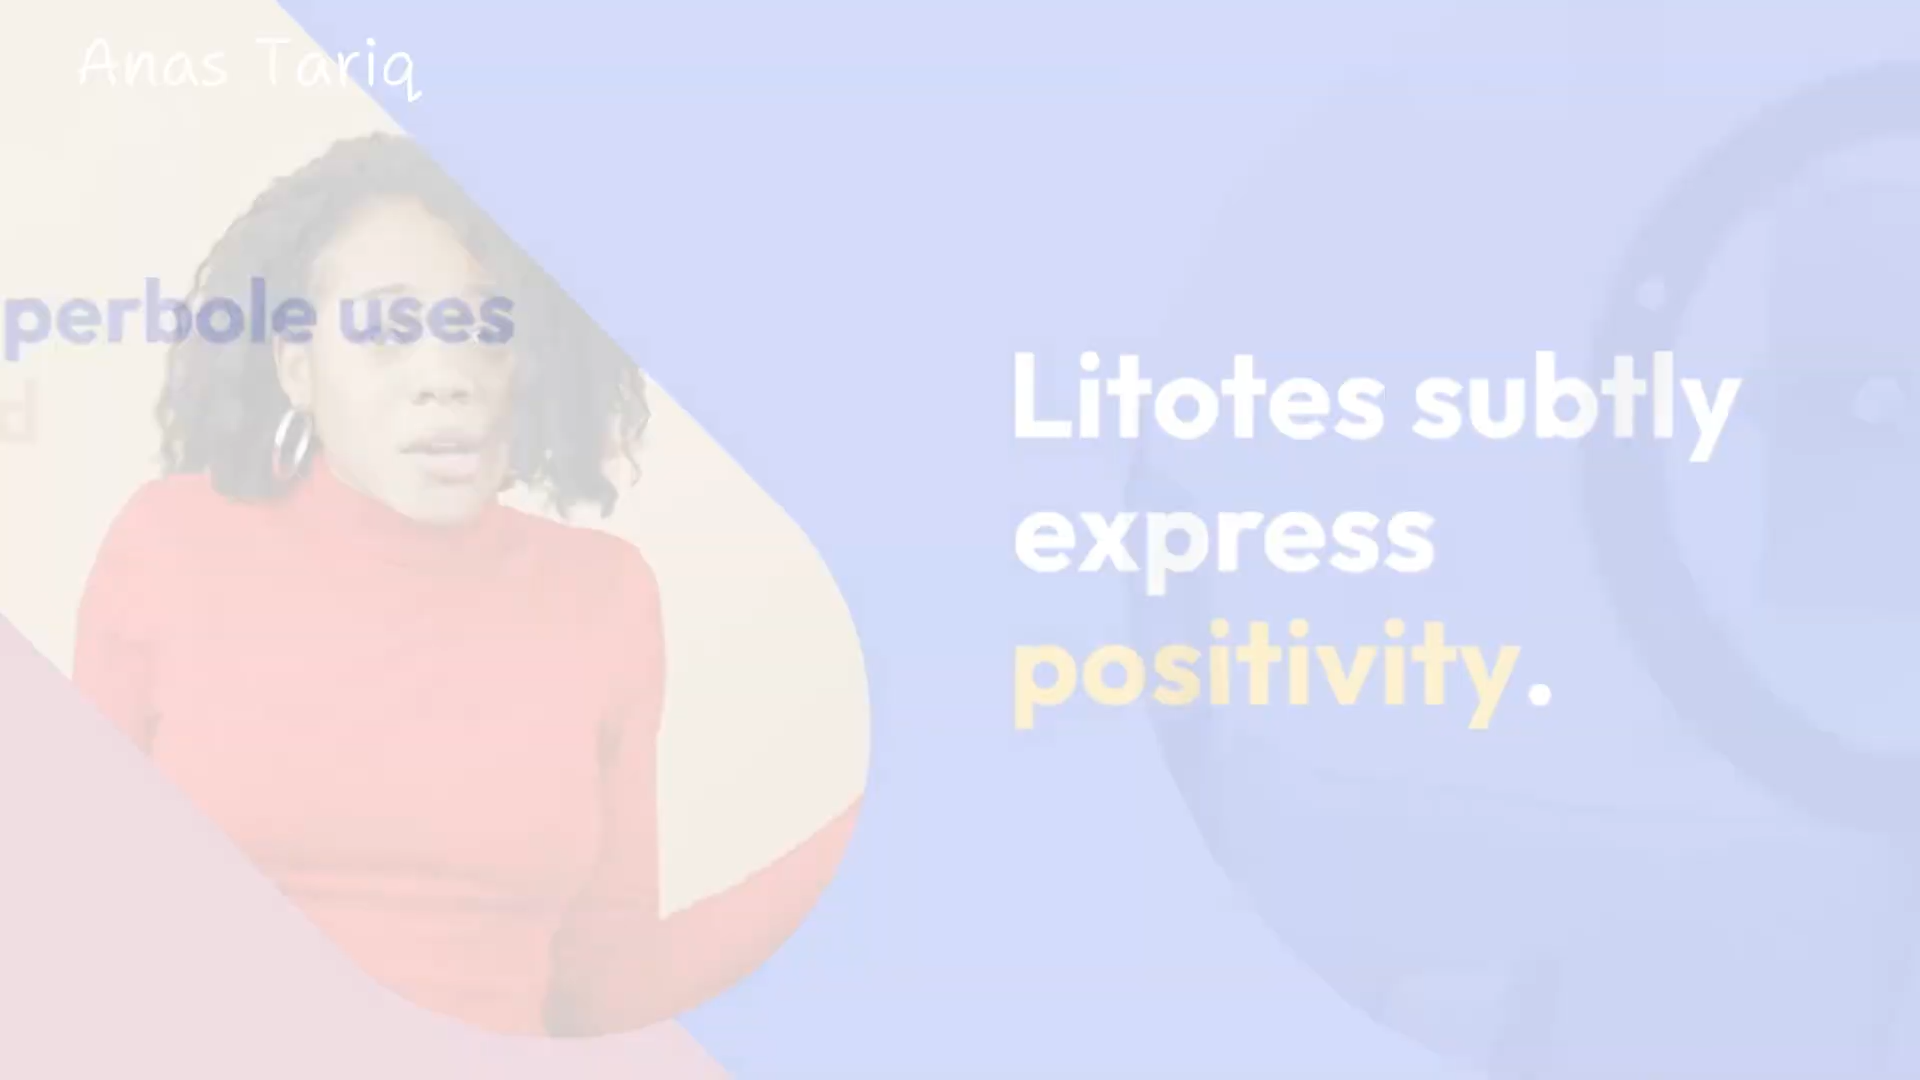 Anas Tariq
perbole uses
d
Litotes subtly
express
positivity.